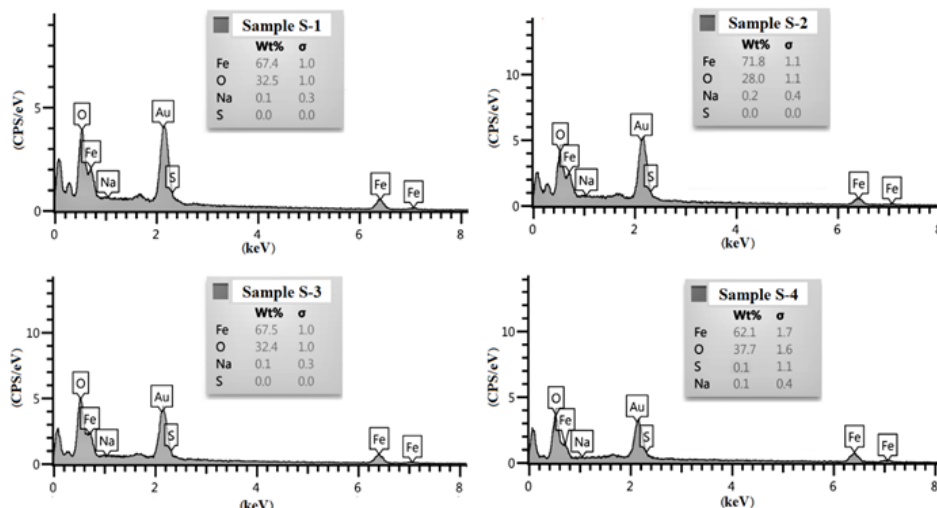 Sample S-1
Wt% σ
Fe 67.4 1.0
O 32.5 1.0
Na 0.1 0.3
S 0.0 0.0
(CPS/eV)
5
0
O
Fe
Na
Au
S
Fe
Fe
0 2 4 6 8
(keV)
Sample S-2
Wt% σ
Fe 71.8 1.1
O 28.0 1.1
Na 0.2 0.4
S 0.0 0.0
(CPS/eV)
10
5
0
O
Fe
Na
Au
S
Fe
Fe
0 2 4 6 8
(keV)
Sample S-3
Wt% σ
Fe 67.5 1.0
O 32.4 1.0
Na 0.1 0.3
S 0.0 0.0
(CPS/eV)
10
5
0
O
Fe
Na
Au
S
Fe
Fe
0 2 4 6 8
(keV)
Sample S-4
Wt% σ
Fe 62.1 1.7
O 37.7 1.6
S 0.1 1.1
Na 0.1 0.4
(CPS/eV)
10
5
0
O
Fe
Na
Au
S
Fe
Fe
0 2 4 6 8
(keV)